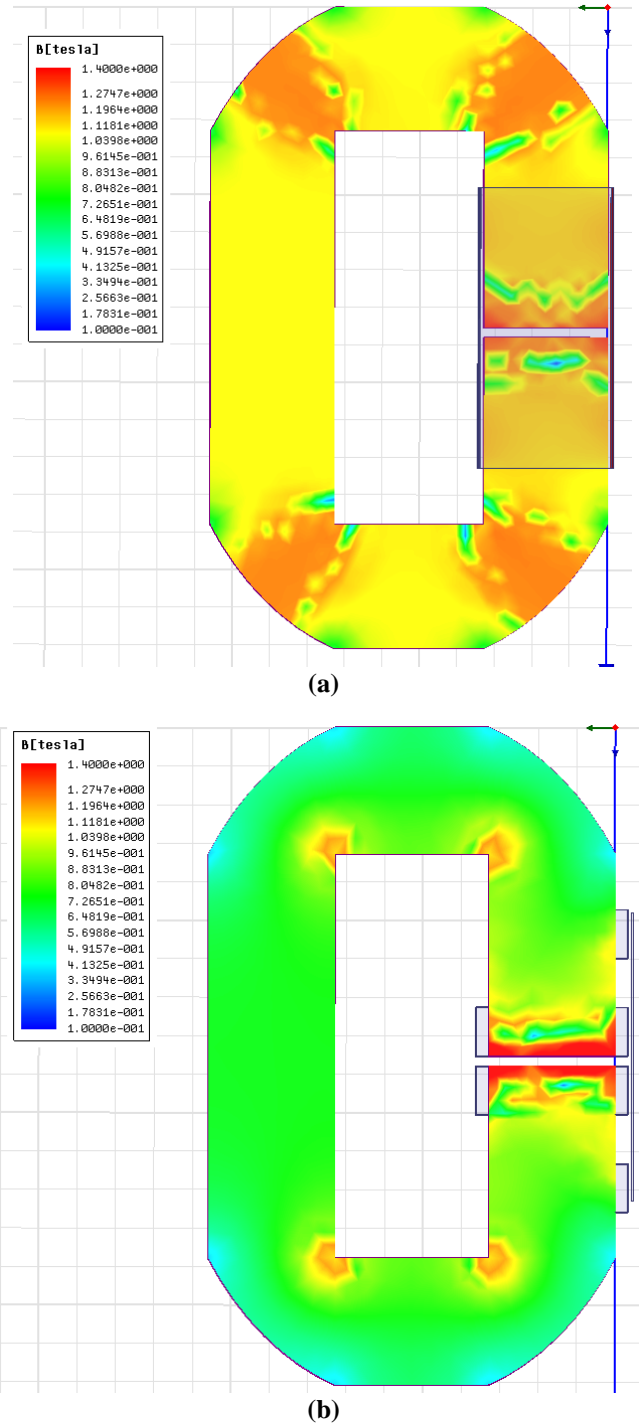 B[tesla]
1.4000e+000
1.2747e+000
1.1964e+000
1.1181e+000
1.0398e+000
9.6145e-001
8.8313e-001
8.0482e-001
7.2651e-001
6.4819e-001
5.6988e-001
4.9157e-001
4.1325e-001
3.3494e-001
2.5663e-001
1.7831e-001
1.0000e-001
(a)
B[tesla]
1.4000e+000
1.2747e+000
1.1964e+000
1.1181e+000
1.0398e+000
9.6145e-001
8.8313e-001
8.0482e-001
7.2651e-001
6.4819e-001
5.6988e-001
4.9157e-001
4.1325e-001
3.3494e-001
2.5663e-001
1.7831e-001
1.0000e-001
(b)